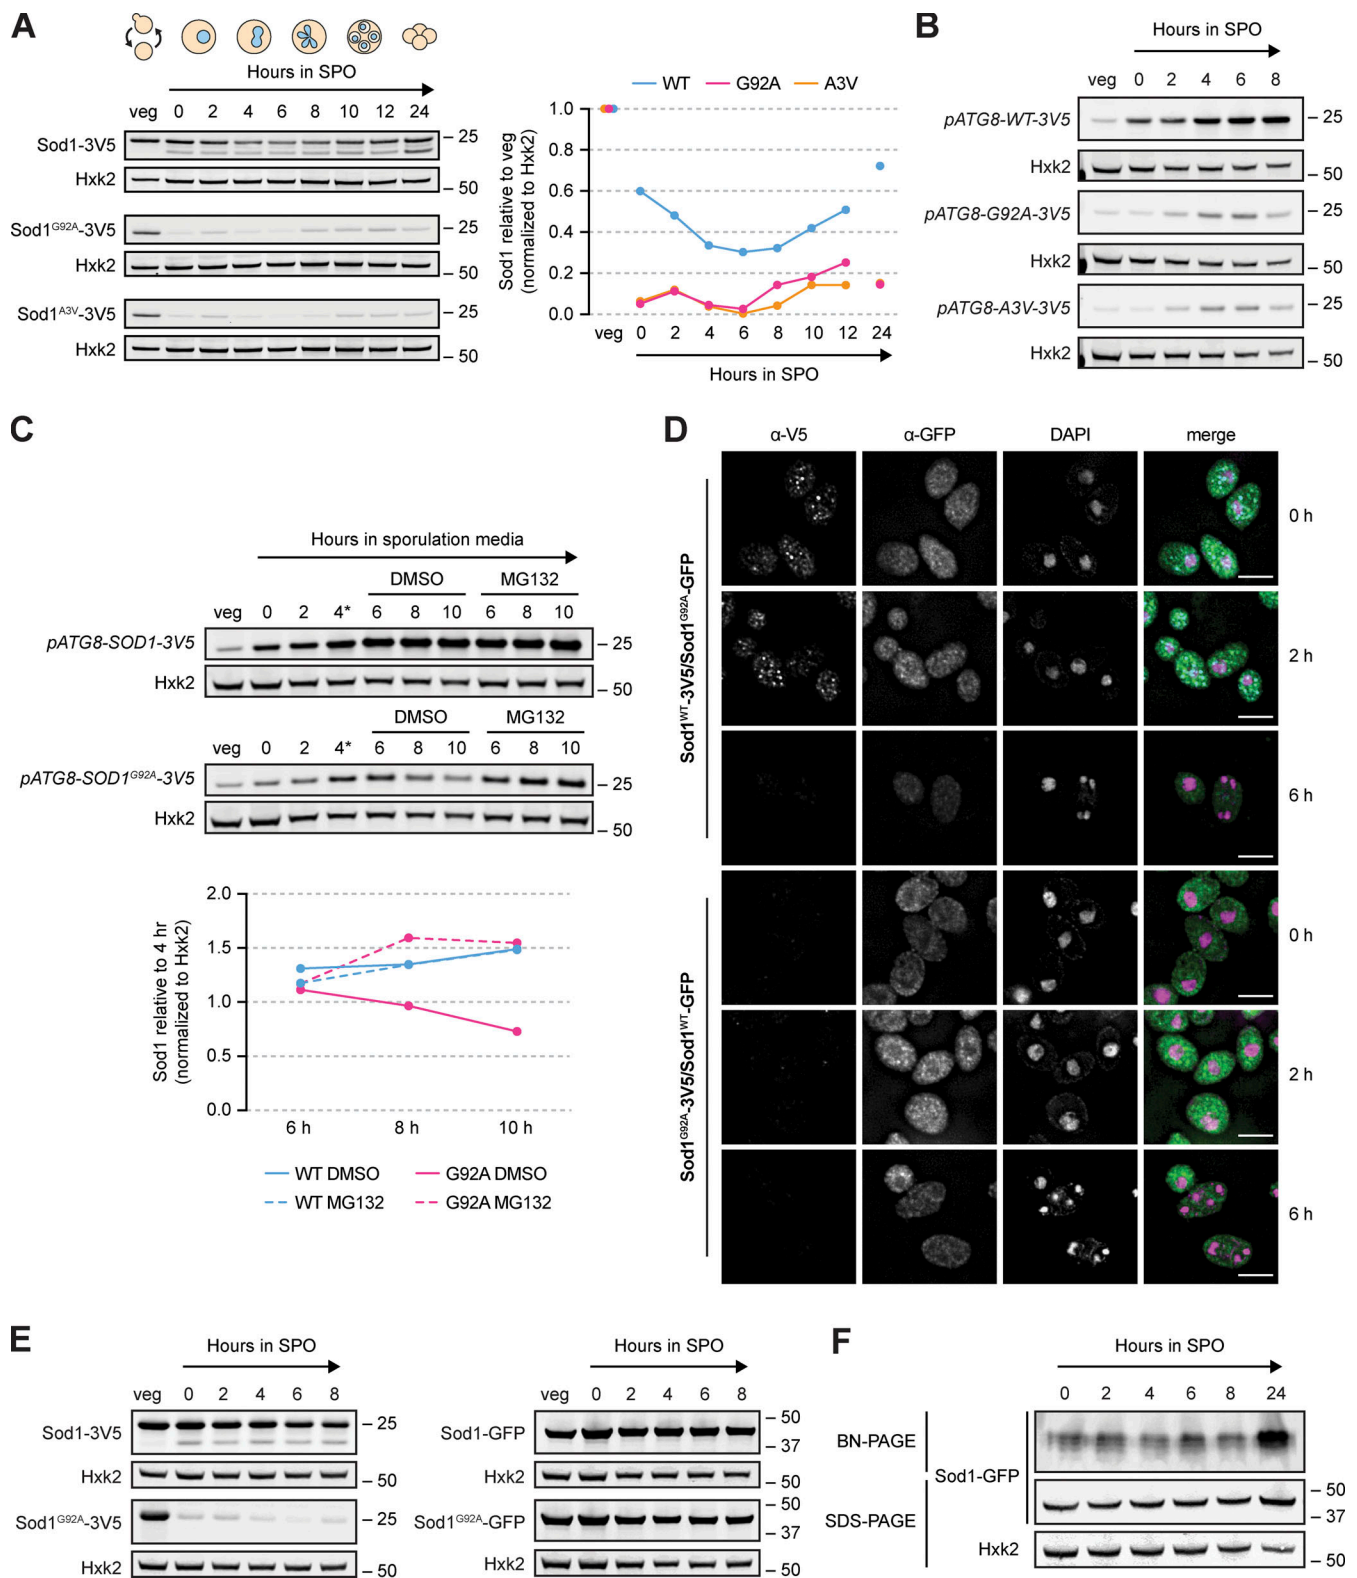 A
Hours in SPO
veg 0 2 4 6 8 10 12 24
Sod1-3V5
– 25
Hxk2
– 50
Sod1G92A-3V5
– 25
Hxk2
– 50
Sod1A3V-3V5
– 25
Hxk2
– 50
WT G92A A3V
Sod1 relative to veg
(normalized to Hxk2)
1.0
0.8
0.6
0.4
0.2
0.0
veg 0 2 4 6 8 10 12 24
Hours in SPO
B
Hours in SPO
veg 0 2 4 6 8
pATG8-WT-3V5
– 25
Hxk2
– 50
pATG8-G92A-3V5
– 25
Hxk2
– 50
pATG8-A3V-3V5
– 25
Hxk2
– 50
C
Hours in sporulation media
DMSO MG132
veg 0 2 4* 6 8 10 6 8 10
pATG8-SOD1-3V5
– 25
Hxk2
– 50
DMSO MG132
veg 0 2 4* 6 8 10 6 8 10
pATG8-SOD1G92A-3V5
– 25
Hxk2
– 50
Sod1 relative to 4 hr
(normalized to Hxk2)
2.0
1.5
1.0
0.5
0.0
6 h 8 h 10 h
WT DMSO G92A DMSO
WT MG132 G92A MG132
D
α-V5 α-GFP DAPI merge
Sod1WT-3V5/Sod1G92A-GFP
0 h
2 h
6 h
Sod1G92A-3V5/Sod1WT-GFP
0 h
2 h
6 h
E
Hours in SPO
veg 0 2 4 6 8
Sod1-3V5
– 25
Hxk2
– 50
Sod1G92A-3V5
– 25
Hxk2
– 50
Hours in SPO
veg 0 2 4 6 8
Sod1-GFP
– 50
– 37
Hxk2
– 50
Sod1G92A-GFP
– 50
– 37
Hxk2
– 50
F
Hours in SPO
0 2 4 6 8 24
BN-PAGE
Sod1-GFP
SDS-PAGE
– 50
– 37
Hxk2
– 50